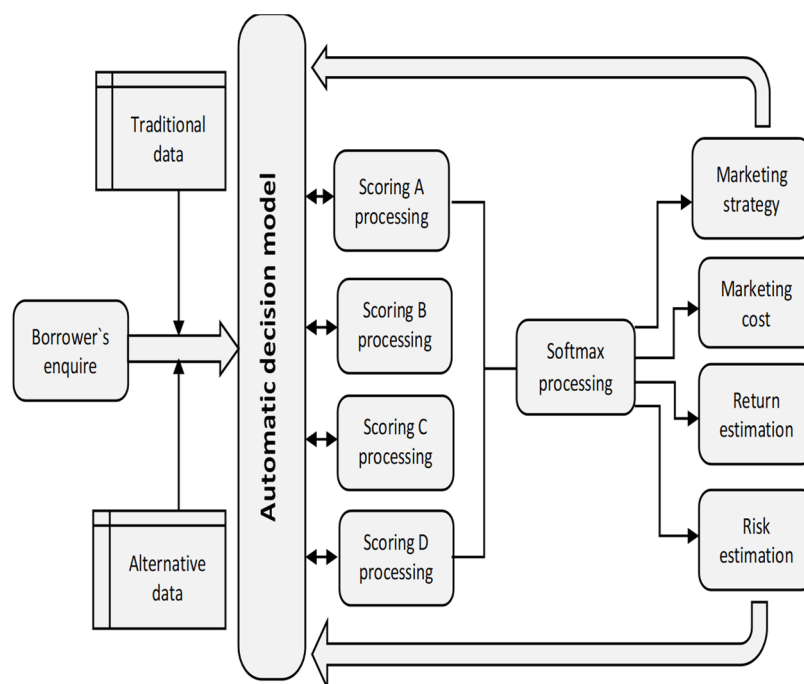 Traditional
data
Borrower`s
enquire
Alternative
data
Automatic decision model
Scoring A
processing
Scoring B
processing
Scoring C
processing
Scoring D
processing
Softmax
processing
Marketing
strategy
Marketing
cost
Return
estimation
Risk
estimation